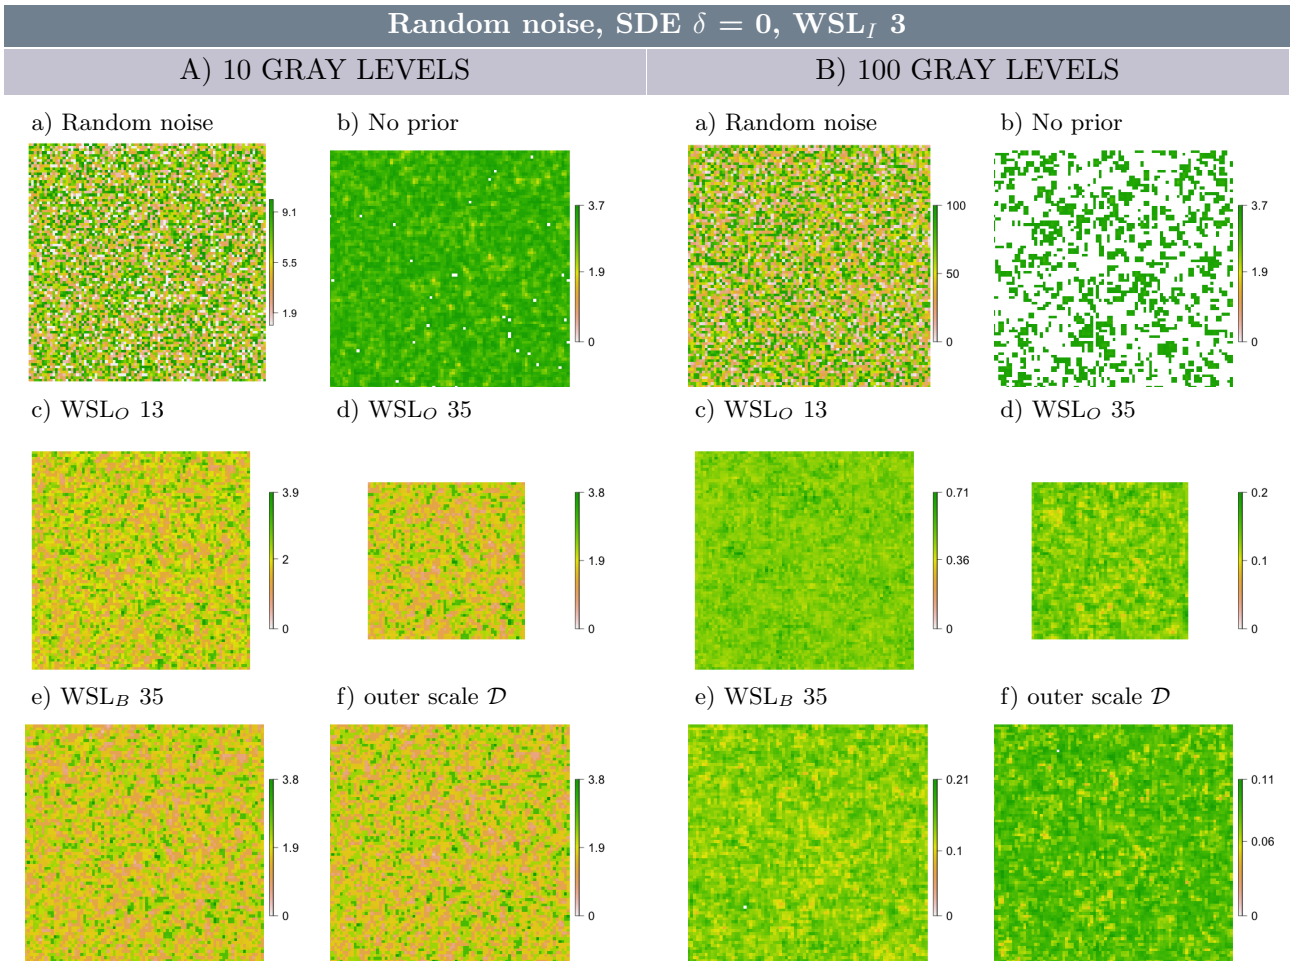 Random noise, SDE δ = 0, WSL_I 3
A) 10 GRAY LEVELS
B) 100 GRAY LEVELS
a) Random noise
b) No prior
a) Random noise
b) No prior
9.1
5.5
1.9
3.7
1.9
0
100
50
0
3.7
1.9
0
c) WSL_O 13
d) WSL_O 35
c) WSL_O 13
d) WSL_O 35
3.9
2
0
3.8
1.9
0
0.71
0.36
0
0.2
0.1
0
e) WSL_B 35
f) outer scale 𝒟
e) WSL_B 35
f) outer scale 𝒟
3.8
1.9
0
3.8
1.9
0
0.21
0.1
0
0.11
0.06
0